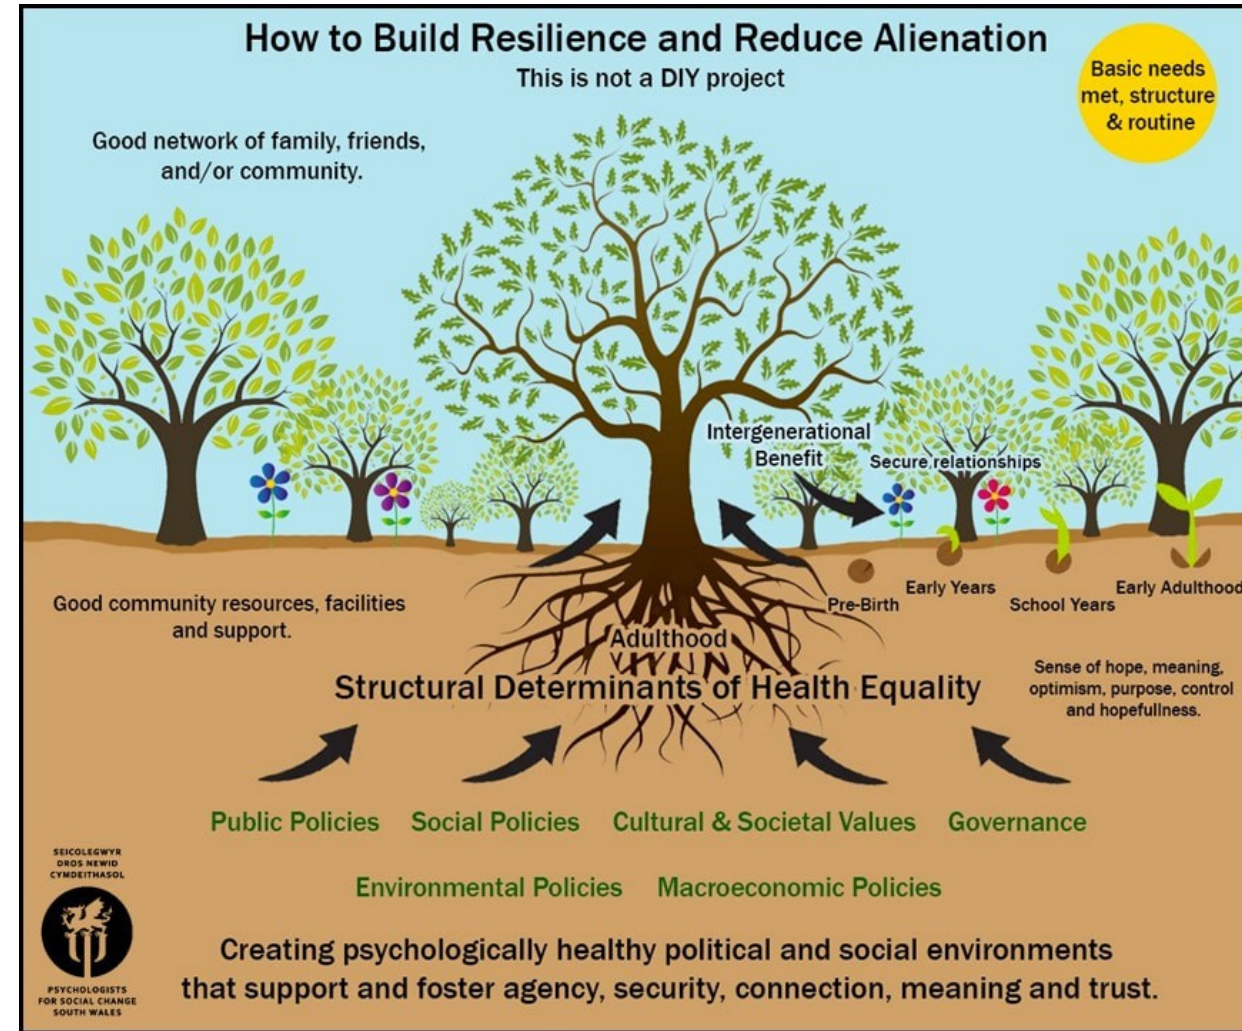 How to Build Resilience and Reduce Alienation
This is not a DIY project
Basic needs
met, structure
& routine
Good network of family, friends,
and/or community.
Intergenerational
Benefit
Secure relationships
Pre-Birth
Early Years
School Years
Early Adulthood
Good community resources, facilities
and support.
Adulthood
Structural Determinants of Health Equality
Sense of hope, meaning,
optimism, purpose, control
and hopefullness.
Public Policies
Social Policies
Cultural & Societal Values
Governance
Environmental Policies
Macroeconomic Policies
SEICOLEGWYR
DROS NEWID
CYMDEITHASOL
PSYCHOLOGISTS
FOR SOCIAL CHANGE
SOUTH WALES
Creating psychologically healthy political and social environments
that support and foster agency, security, connection, meaning and trust.